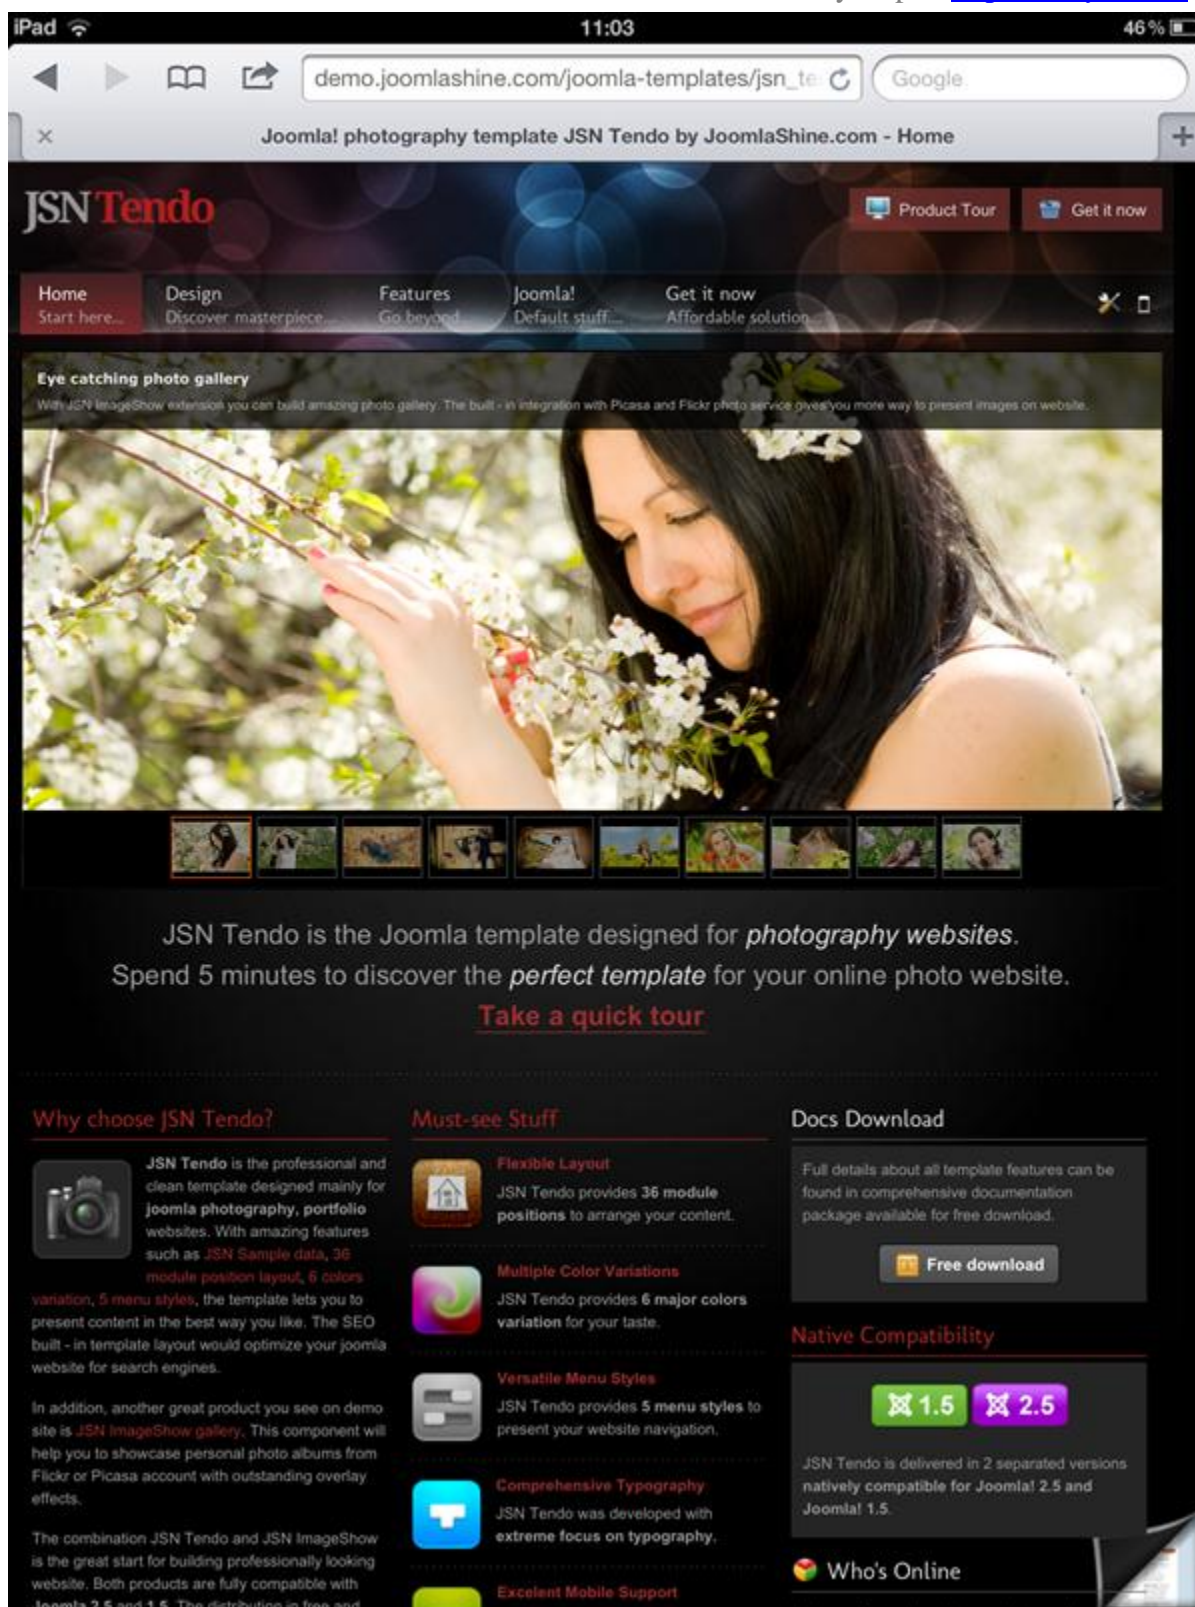 iPad 11:03 46%
demo.joomlashine.com/joomla-templates/jsn_te
Google
Joomla! photography template JSN Tendo by JoomlaShine.com - Home
JSN Tendo
Product Tour
Get it now
Home
Start here...
Design
Discover masterpiece...
Features
Go beyond...
Joomla!
Default stuff...
Get it now
Affordable solution...
Eye catching photo gallery
With JSN ImageShow extension you can build amazing photo gallery. The built - in integration with Picasa and Flickr photo service gives you more way to present images on website.
JSN Tendo is the Joomla template designed for photography websites.
Spend 5 minutes to discover the perfect template for your online photo website.
Take a quick tour
Why choose JSN Tendo?
JSN Tendo is the professional and
clean template designed mainly for
joomla photography, portfolio
websites. With amazing features
such as JSN Sample data, 36
module position layout, 6 colors
variation, 5 menu styles, the template lets you to
present content in the best way you like. The SEO
built - in template layout would optimize your joomla
website for search engines.
In addition, another great product you see on demo
site is JSN ImageShow gallery. This component will
help you to showcase personal photo albums from
Flickr or Picasa account with outstanding overlay
effects.
The combination JSN Tendo and JSN ImageShow
is the great start for building professionally looking
website. Both products are fully compatible with
Joomla 2.5 and 1.5. The distribution in free and
Must-see Stuff
Flexible Layout
JSN Tendo provides 36 module
positions to arrange your content.
Multiple Color Variations
JSN Tendo provides 6 major colors
variation for your taste.
Versatile Menu Styles
JSN Tendo provides 5 menu styles to
present your website navigation.
Comprehensive Typography
JSN Tendo was developed with
extreme focus on typography.
Excelent Mobile Support
Docs Download
Full details about all template features can be
found in comprehensive documentation
package available for free download.
Free download
Native Compatibility
1.5 2.5
JSN Tendo is delivered in 2 separated versions
natively compatible for Joomla! 2.5 and
Joomla! 1.5.
Who's Online